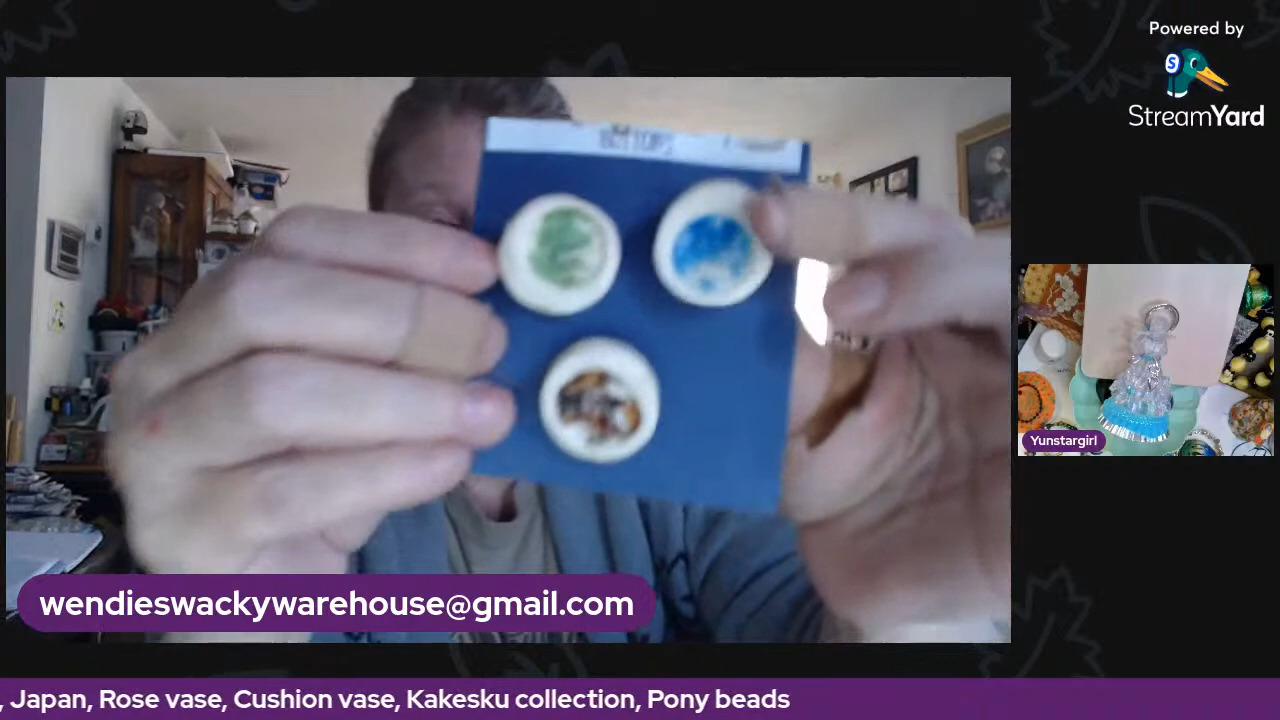 Powered by
StreamYard
Yunstargirl
wendieswackywarehouse@gmail.com
, Japan, Rose vase, Cushion vase, Kakesku collection, Pony beads